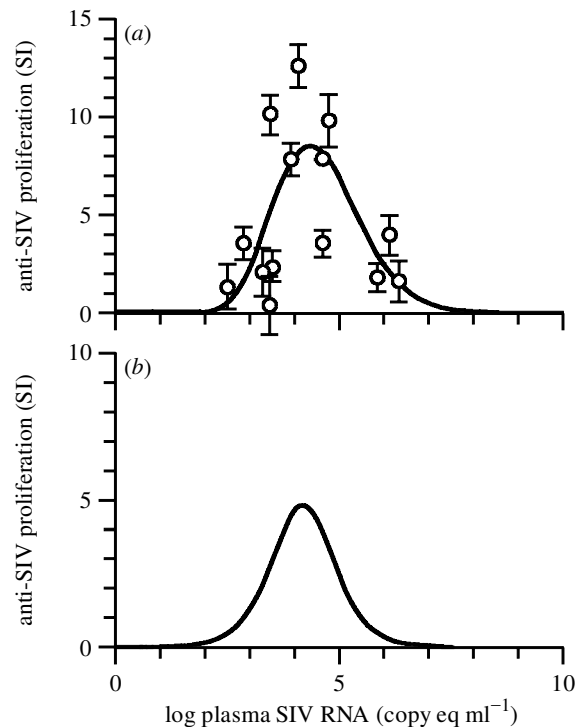 (a)
anti-SIV proliferation (SI)
15
10
5
0
(b)
anti-SIV proliferation (SI)
10
5
0
0 5 10
log plasma SIV RNA (copy eq ml⁻¹)